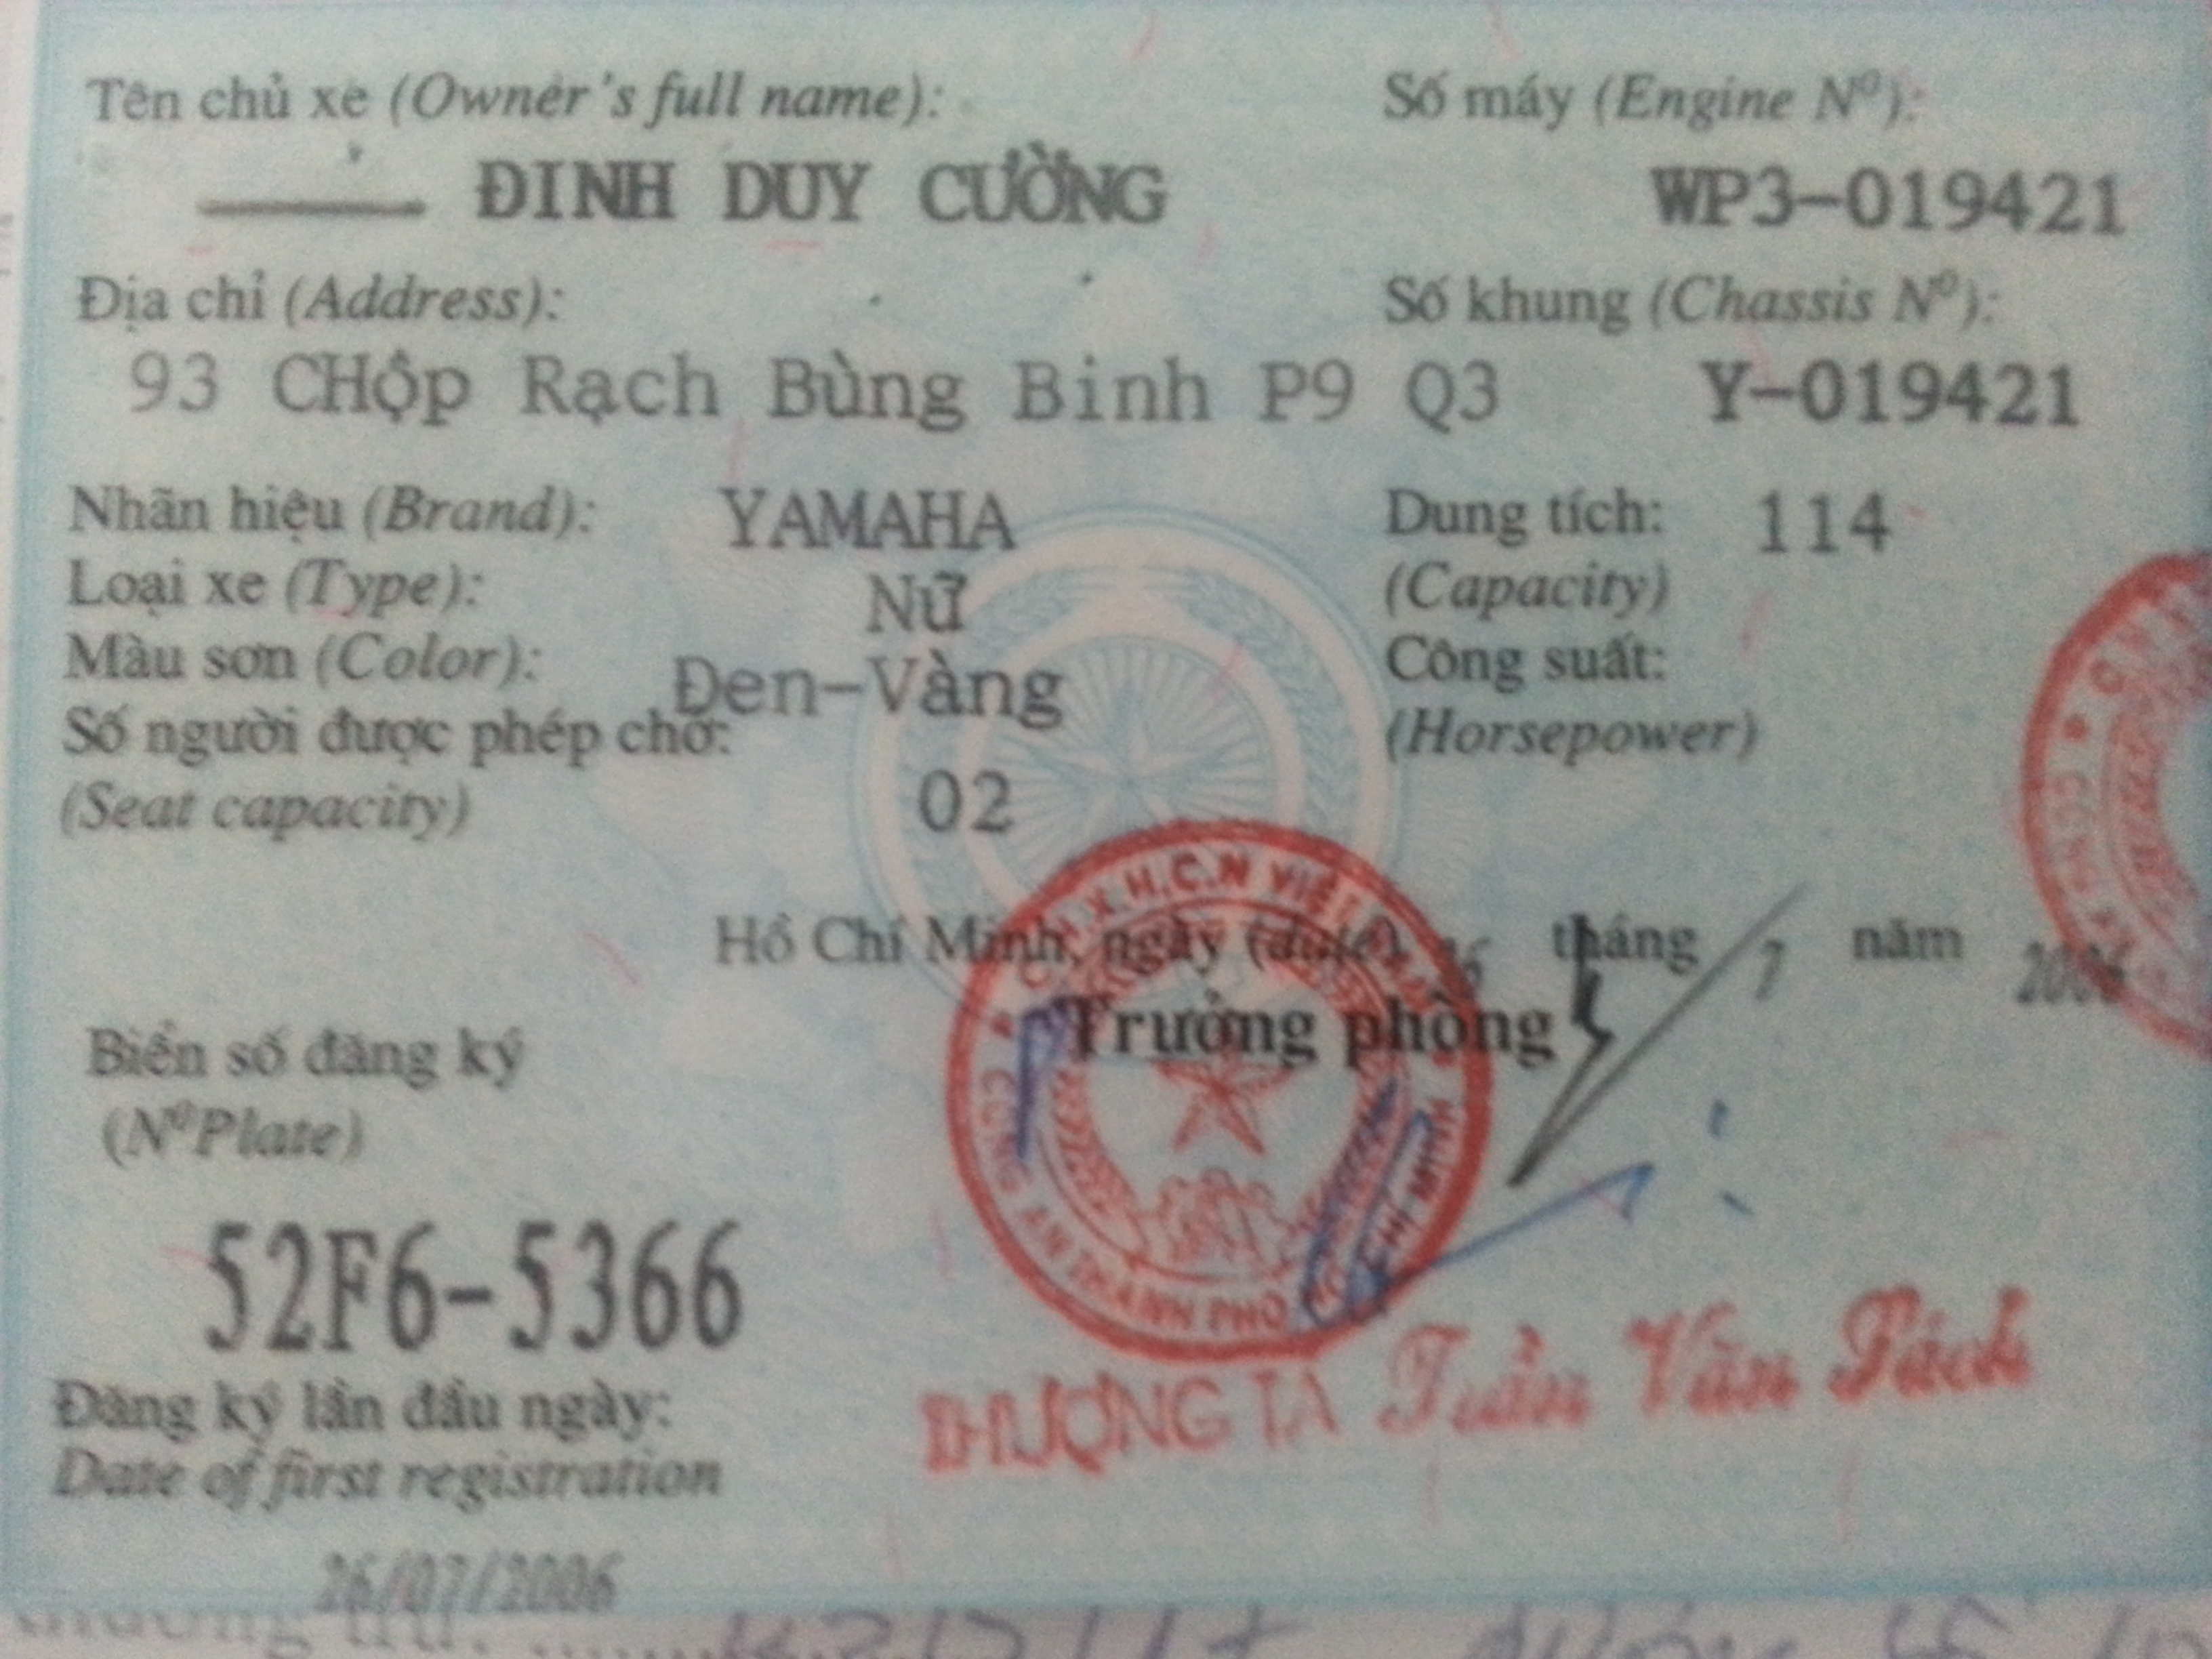 Tên chủ xe (Owner's full name):
ĐINH DUY CƯỜNG
Số máy (Engine Nº):
WP3-019421
Địa chỉ (Address):
93 CHộp Rạch Bùng Binh P9 Q3
Số khung (Chassis Nº):
Y-019421
Nhãn hiệu (Brand): YAMAHA
Loại xe (Type): Nữ
Màu sơn (Color): Đen-Vàng
Số người được phép chở:
(Seat capacity) 02
Dung tích: 114
(Capacity)
Công suất:
(Horsepower)
Hồ Chí Minh, ngày (date) 26 tháng 7 năm 2006
Trưởng phòng
Biển số đăng ký
(NºPlate)
52F6-5366
C.H.X.H.C.N VIỆT NAM
CÔNG AN THÀNH PHỐ HỒ CHÍ MINH
THƯỢNG TÁ Trần Văn
Đăng ký lần đầu ngày:
Date of first registration
26/07/2006